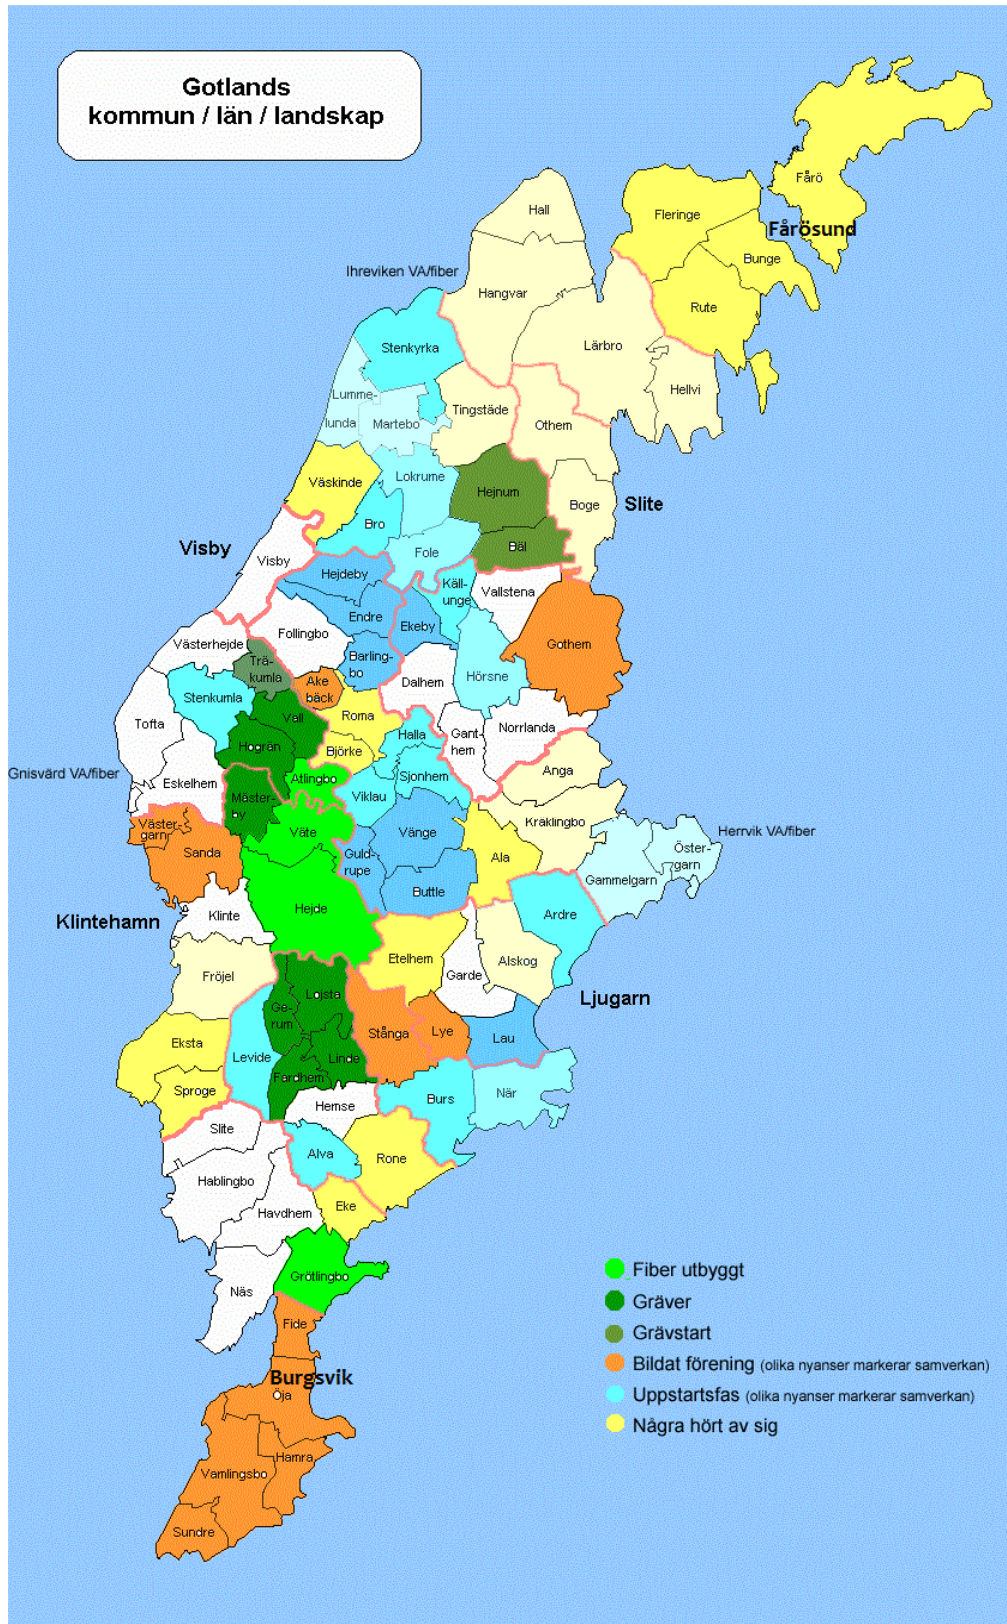 Gotlands
kommun / län / landskap
Fårö
Hall
Fleringe
Fårösund
Bunge
Ihreviken VA/fiber
Hangvar
Rute
Stenkyrka
Lärbro
Hellvi
Lumme-
lunda
Martebo
Tingstäde
Othem
Väskinde
Lokrume
Hejnum
Boge
Slite
Bro
Visby
Visby
Fole
Bäl
Hejdeby
Käll-
unge
Vallstena
Endre
Ekeby
Follingbo
Västerhejde
Barling-
bo
Gothem
Trä-
kumla
Ake
bäck
Dalhem
Hörsne
Stenkumla
Tofta
Vall
Roma
Halla
Gant-
hem
Norrlanda
Hogrän
Björke
Gnisvärd VA/fiber
Eskelhem
Atlingbo
Sjonhem
Anga
Mäster-
by
Viklau
Väster-
garn
Väte
Vänge
Kräklingbo
Herrvik VA/fiber
Sanda
Guld-
rupe
Ala
Öster-
garn
Gammelgarn
Buttle
Klintehamn
Klinte
Hejde
Ardre
Etelhem
Garde
Alskog
Fröjel
Lojsta
Ljugarn
Ge-
rum
Stånga
Lye
Lau
Eksta
Levide
Linde
Fardhem
Sproge
Hemse
Burs
När
Slite
Alva
Rone
Hablingbo
Havdhem
Eke
Grötlingbo
Näs
Fide
Burgsvik
Öja
Hamra
Vamlingsbo
Sundre
Fiber utbyggt
Gräver
Grävstart
Bildat förening (olika nyanser markerar samverkan)
Uppstartsfas (olika nyanser markerar samverkan)
Några hört av sig